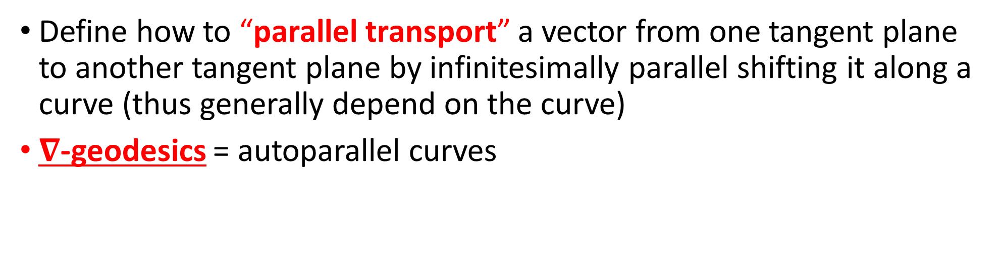 • Define how to “parallel transport” a vector from one tangent plane
to another tangent plane by infinitesimally parallel shifting it along a
curve (thus generally depend on the curve)
• ∇-geodesics = autoparallel curves